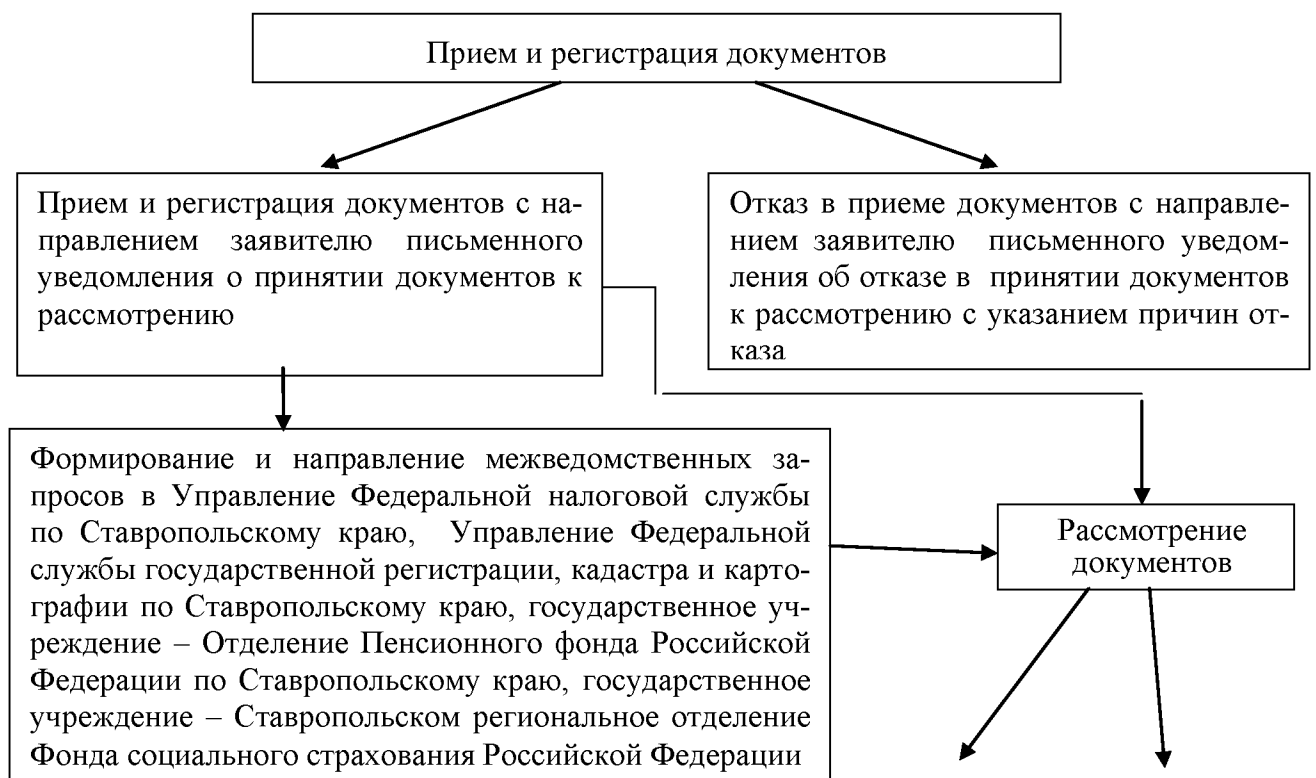 Прием и регистрация документов
Прием и регистрация документов с на-
правлением заявителю письменного
уведомления о принятии документов к
рассмотрению
Отказ в приеме документов с направле-
нием заявителю письменного уведом-
ления об отказе в принятии документов
к рассмотрению с указанием причин от-
каза
Формирование и направление межведомственных за-
просов в Управление Федеральной налоговой службы
по Ставропольскому краю, Управление Федеральной
службы государственной регистрации, кадастра и карто-
графии по Ставропольскому краю, государственное уч-
реждение – Отделение Пенсионного фонда Российской
Федерации по Ставропольскому краю, государственное
учреждение – Ставропольском региональное отделение
Фонда социального страхования Российской Федерации
Рассмотрение
документов